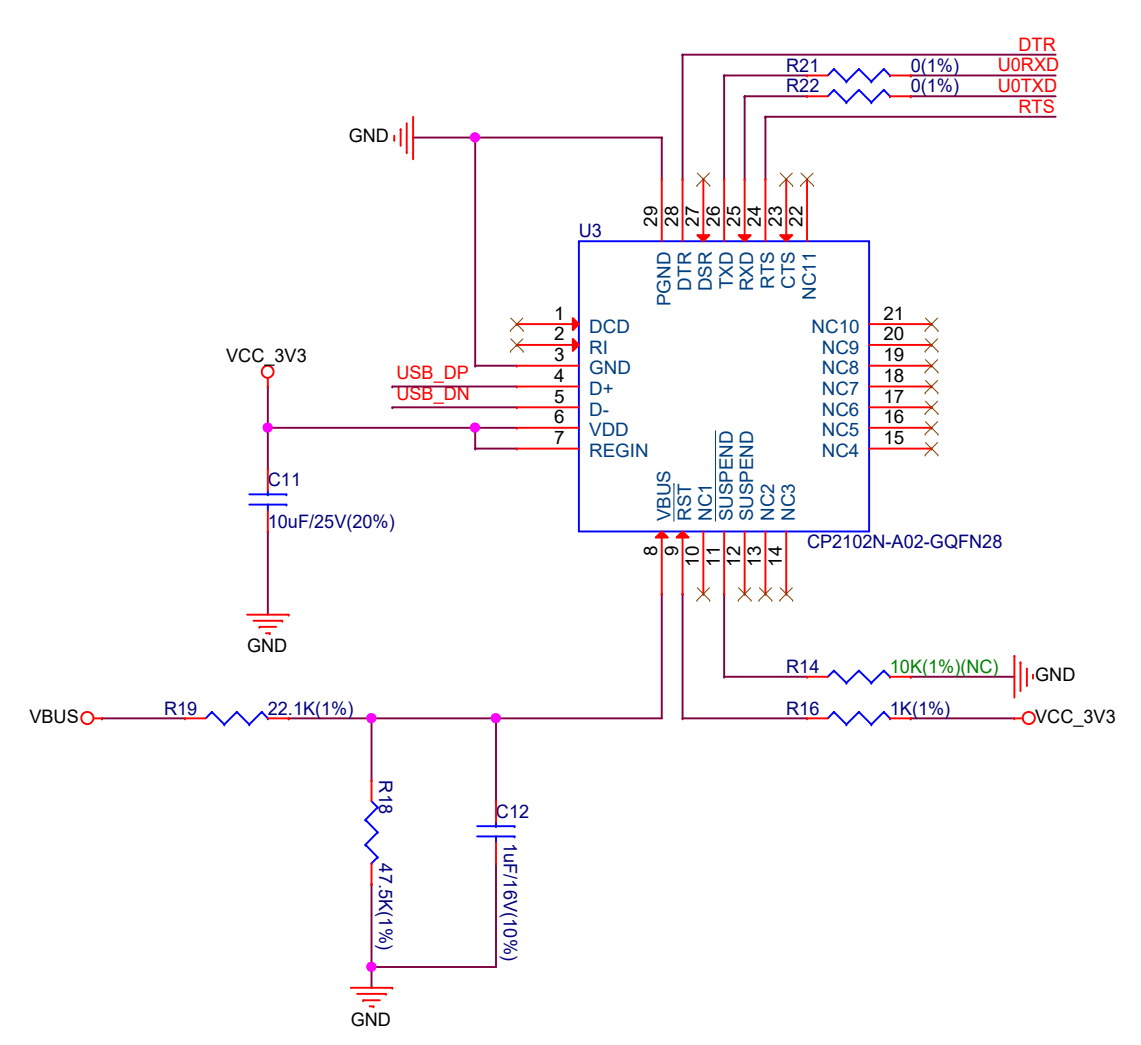 DTR
R21 0(1%) U0RXD
R22 0(1%) U0TXD
RTS
GND
29 28 27 26 25 24 23 22
U3
PGND DTR DSR TXD RXD RTS CTS NC11
1 DCD
2 RI
3 GND
USB_DP 4 D+
USB_DN 5 D-
6 VDD
7 REGIN
NC10 21
NC9 20
NC8 19
NC7 18
NC6 17
NC5 16
NC4 15
VCC_3V3
C11
10uF/25V(20%)
GND
VBUS RST NC1 SUSPEND SUSPEND NC2 NC3
8 9 10 11 12 13 14
CP2102N-A02-GQFN28
R14 10K(1%)(NC) GND
VBUS R19 22.1K(1%)
R16 1K(1%) VCC_3V3
R18
47.5K(1%)
C12
1uF/16V(10%)
GND